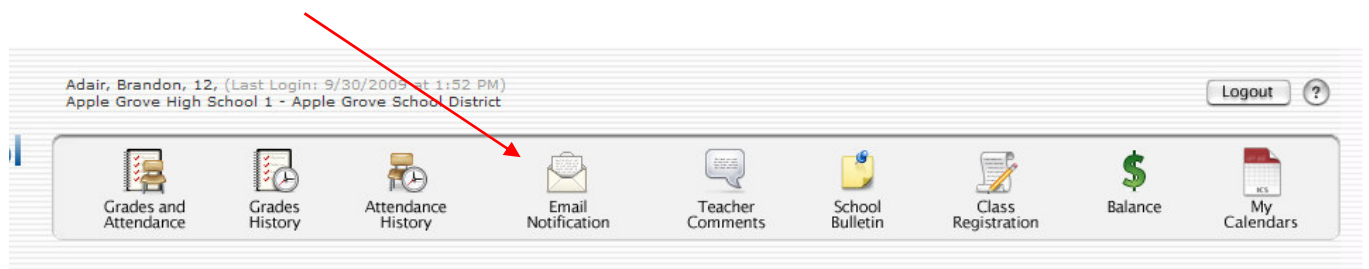 Adair, Brandon, 12, (Last Login: 9/30/2009 at 1:52 PM)
Apple Grove High School 1 - Apple Grove School District
Logout ?
Grades and
Attendance
Grades
History
Attendance
History
Email
Notification
Teacher
Comments
School
Bulletin
Class
Registration
$
Balance
ICS
My
Calendars